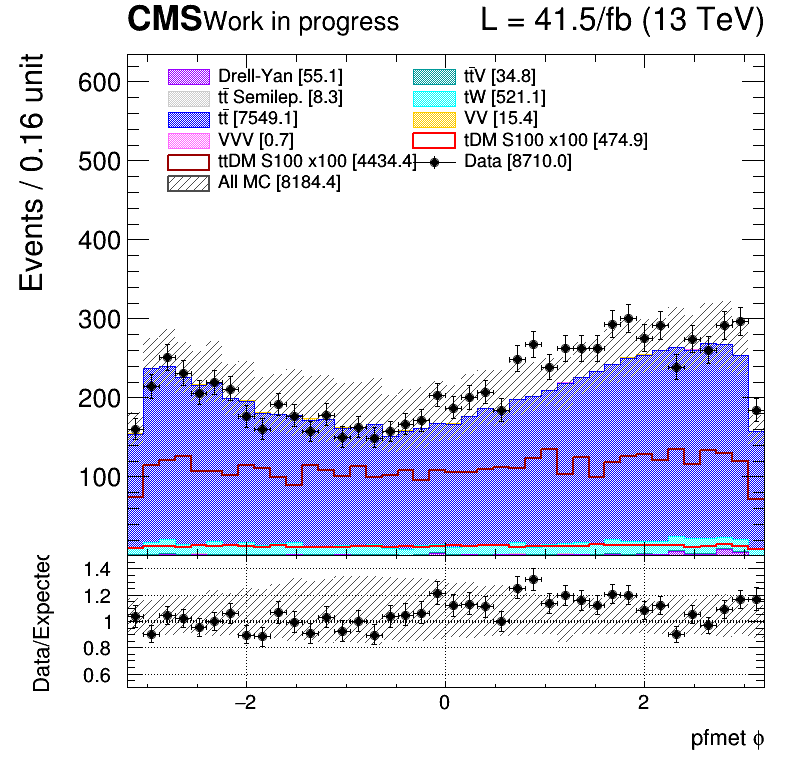 CMS Work in progress L = 41.5/fb (13 TeV)
Events / 0.16 unit
600
500
400
300
200
100
Drell-Yan [55.1]
tt̄V [34.8]
tt̄ Semilep. [8.3]
tW [521.1]
tt̄ [7549.1]
VV [15.4]
VVV [0.7]
tDM S100 x100 [474.9]
ttDM S100 x100 [4434.4]
Data [8710.0]
All MC [8184.4]
Data/Expected
1.4
1.2
1
0.8
0.6
−2 0 2
pfmet ϕ